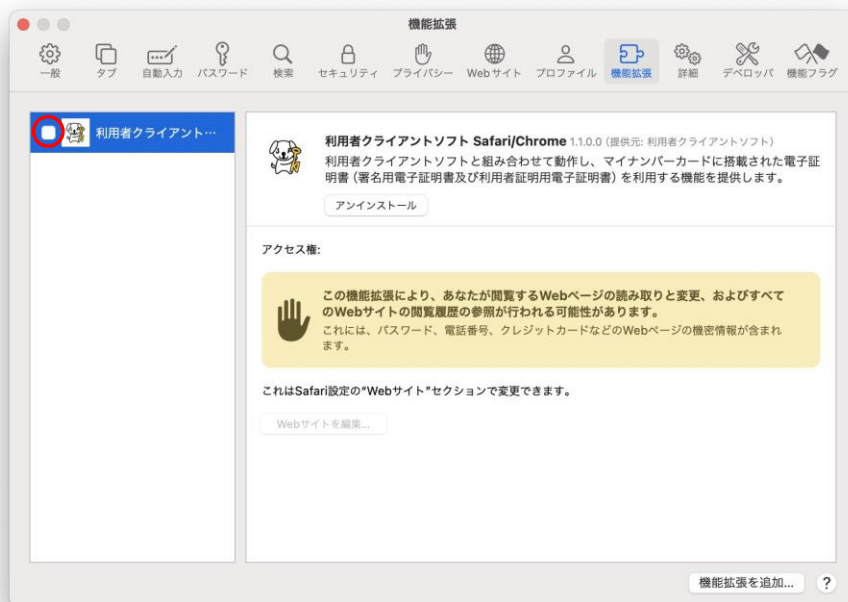 機能拡張
一般
タブ
自動入力
パスワード
検索
セキュリティ
プライバシー
Webサイト
プロファイル
機能拡張
詳細
デベロッパ
機能フラグ
利用者クライアント…
利用者クライアントソフト Safari/Chrome 1.1.0.0 (提供元: 利用者クライアントソフト)
利用者クライアントソフトと組み合わせて動作し、マイナンバーカードに搭載された電子証
明書 (署名用電子証明書及び利用者証明用電子証明書) を利用する機能を提供します。
アンインストール
アクセス権:
この機能拡張により、あなたが閲覧するWebページの読み取りと変更、およびすべて
のWebサイトの閲覧履歴の参照が行われる可能性があります。
これには、パスワード、電話番号、クレジットカードなどのWebページの機密情報が含まれ
ます。
これはSafari設定の"Webサイト"セクションで変更できます。
Webサイトを編集...
機能拡張を追加...
?